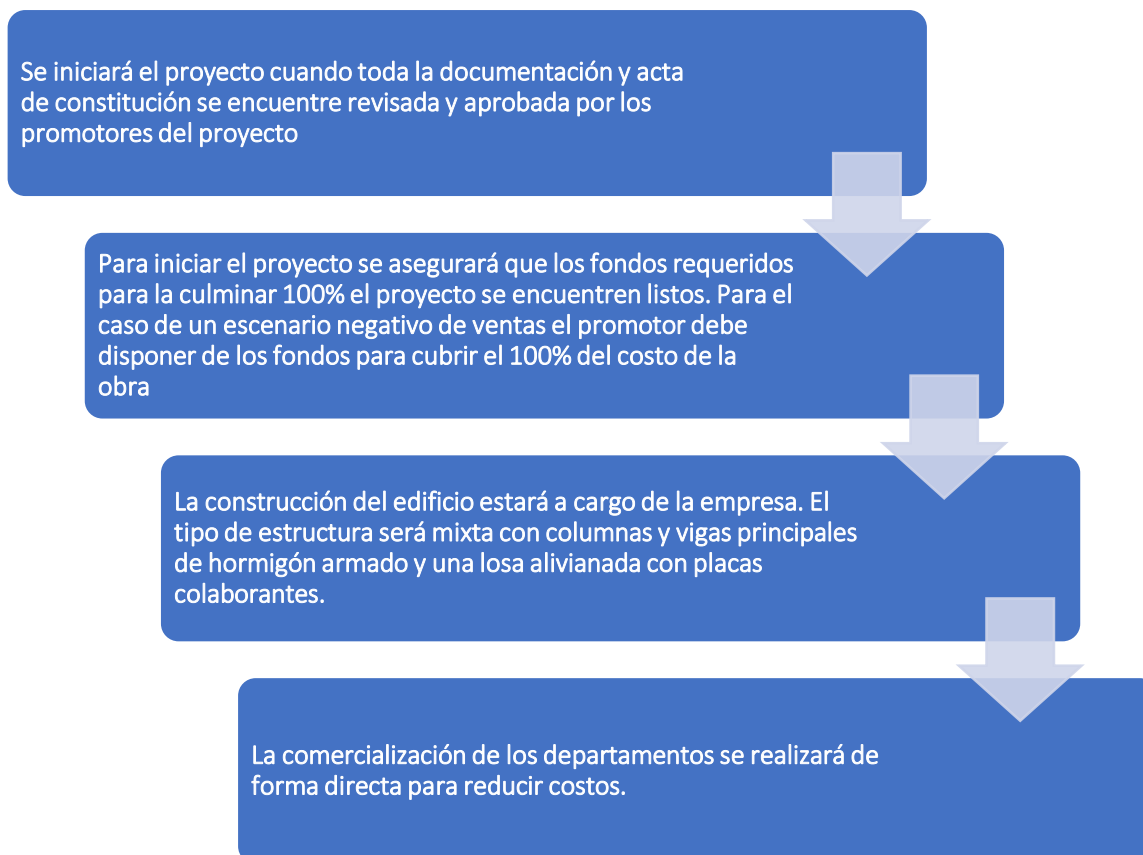 Se iniciará el proyecto cuando toda la documentación y acta
de constitución se encuentre revisada y aprobada por los
promotores del proyecto
Para iniciar el proyecto se asegurará que los fondos requeridos
para la culminar 100% el proyecto se encuentren listos. Para el
caso de un escenario negativo de ventas el promotor debe
disponer de los fondos para cubrir el 100% del costo de la
obra
La construcción del edificio estará a cargo de la empresa. El
tipo de estructura será mixta con columnas y vigas principales
de hormigón armado y una losa alivianada con placas
colaborantes.
La comercialización de los departamentos se realizará de
forma directa para reducir costos.